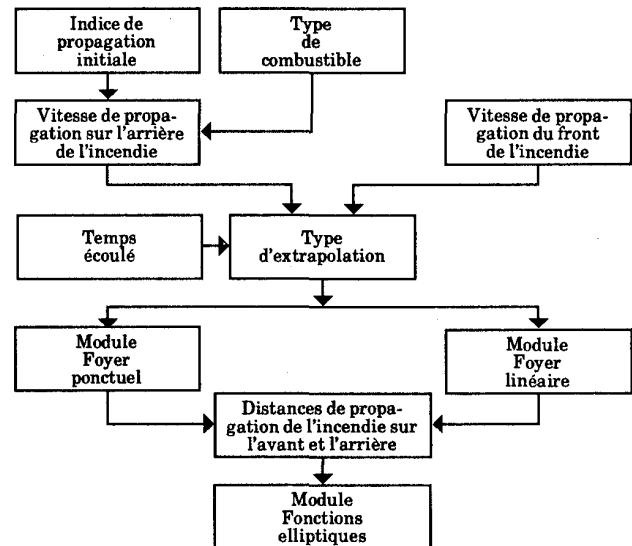 Indice de
propagation
initiale
Type
de
combustible
Vitesse de propa-
gation sur l'arrière
de l'incendie
Vitesse de propa-
gation du front
de l'incendie
Temps
écoulé
Type
d'extrapolation
Module
Foyer
ponctuel
Module
Foyer
linéaire
Distances de propa-
gation de l'incendie sur
l'avant et l'arrière
Module
Fonctions
elliptiques